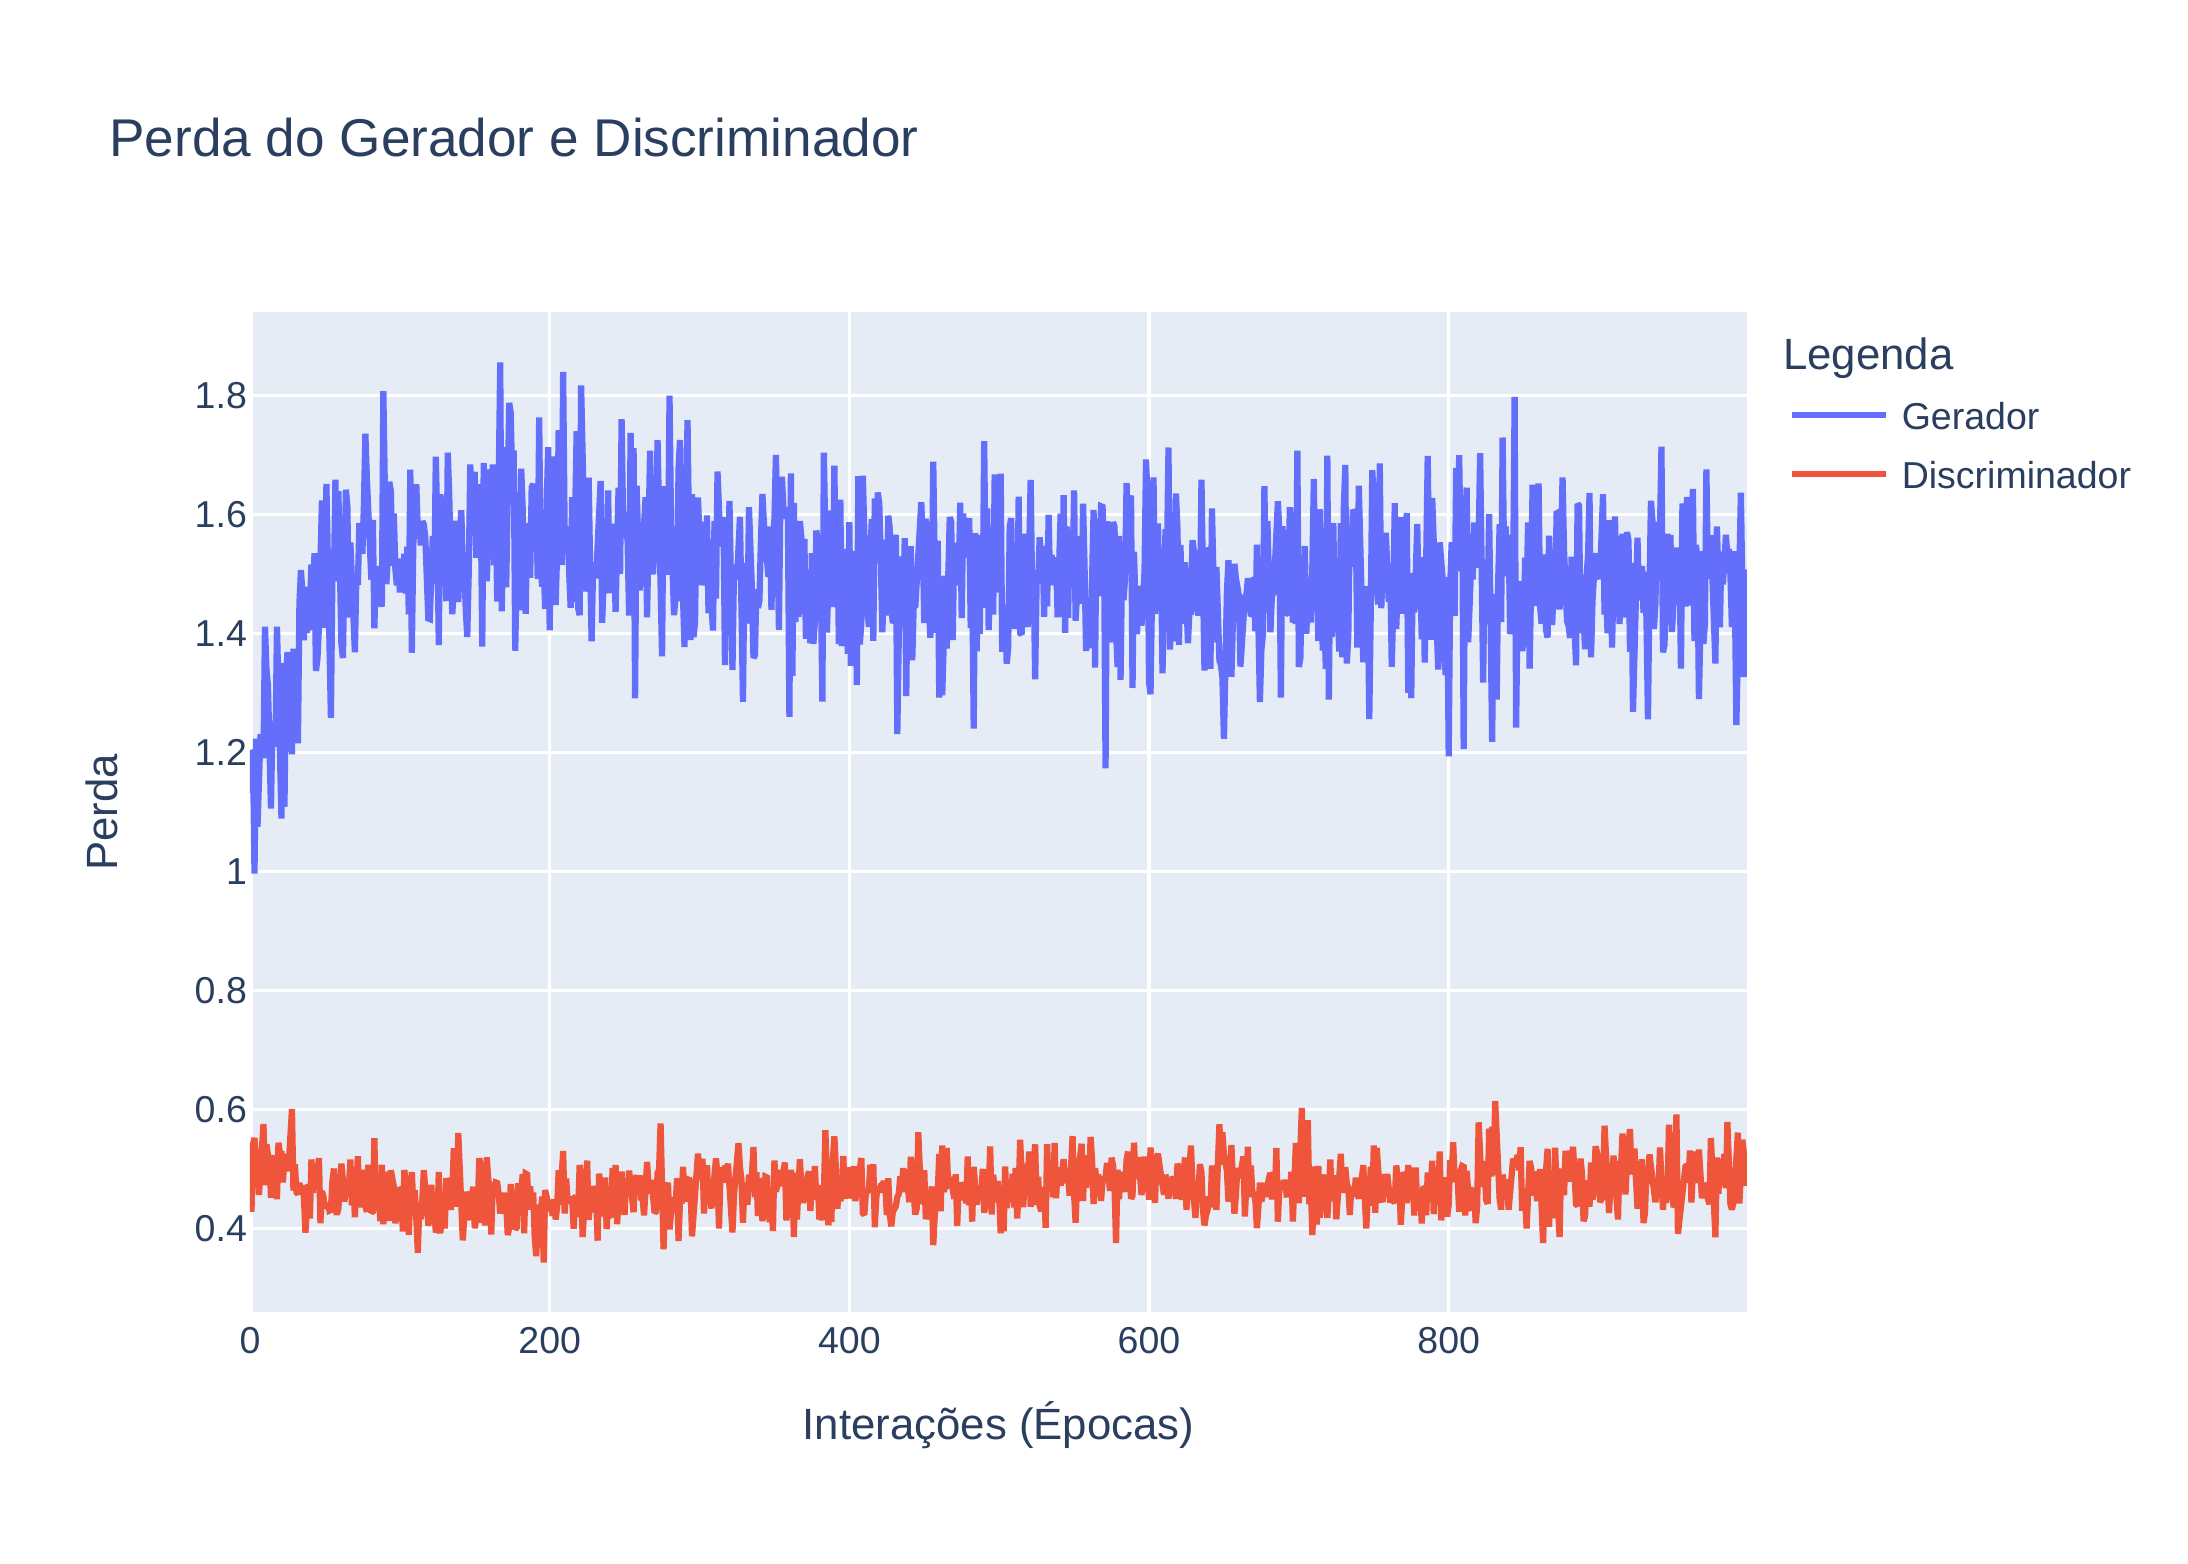 Perda do Gerador e Discriminador
Legenda
Gerador
Discriminador
Perda
1.8
1.6
1.4
1.2
1
0.8
0.6
0.4
0 200 400 600 800
Interações (Épocas)